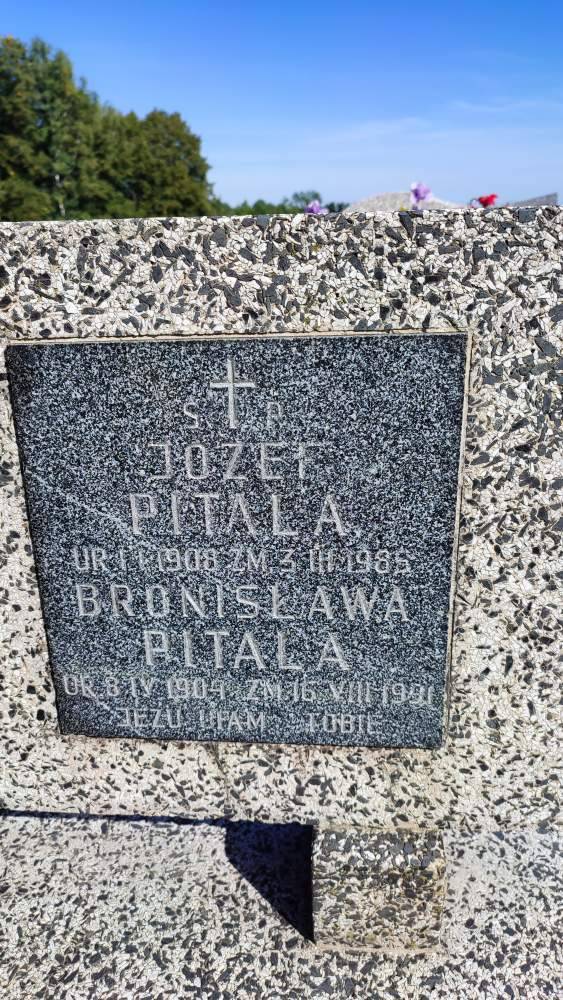 S P
JOZEF
PITALA
UR 1 I 1908 ZM 3 III 1985
BRONISŁAWA
PITALA
UR 8 IV 1904 ZM 16 VIII 1991
JEZU UFAM TOBIE